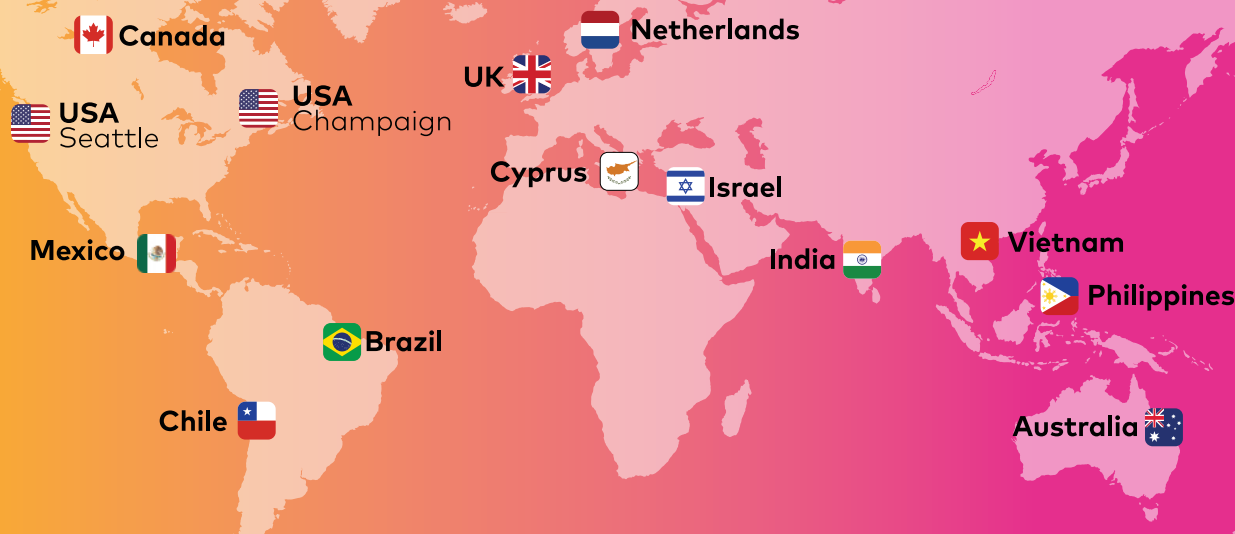 Canada
Netherlands
UK
USA
Champaign
USA
Seattle
Cyprus
Israel
Mexico
India
Vietnam
Philippines
Brazil
Chile
Australia